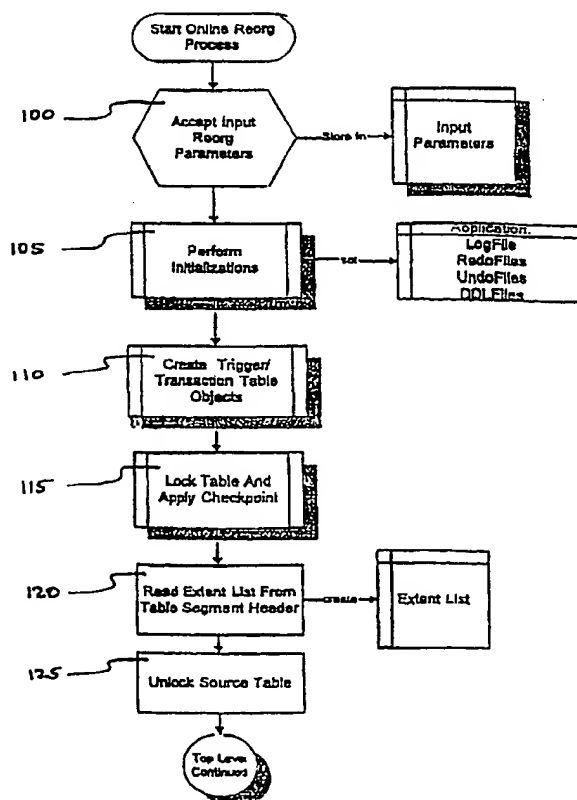 Start Online Reorg
Process
100
Accept Input
Reorg
Parameters
Store in
Input
Parameters
105
Perform
Initializations
set
Application:
LogFile
RedoFiles
UndoFiles
DDLFiles
110
Create Trigger/
Transaction Table
Objects
115
Lock Table And
Apply Checkpoint
120
Read Extent List From
Table Segment Header
create
Extent List
125
Unlock Source Table
Top Level
Continued